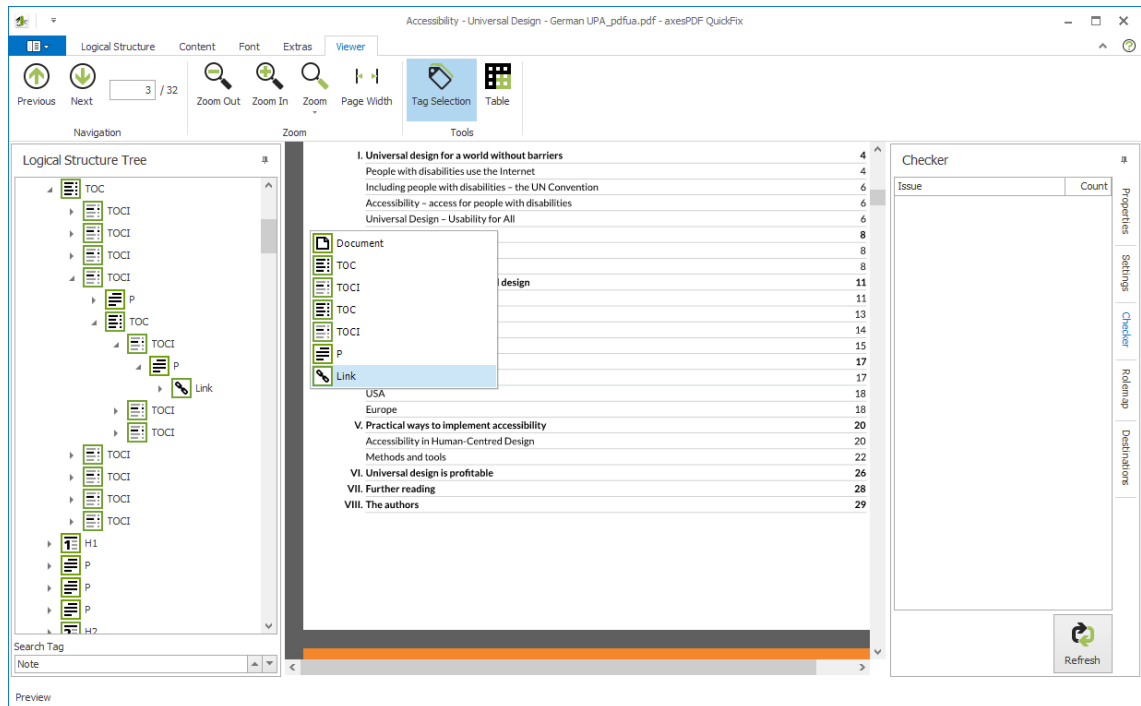 Accessibility - Universal Design - German UPA_pdfua.pdf - axesPDF QuickFix
Logical Structure Content Font Extras Viewer
Previous Next 3 / 32 Zoom Out Zoom In Zoom Page Width Tag Selection Table
Navigation Zoom Tools
Logical Structure Tree
TOC
TOCI
TOCI
TOCI
TOCI
P
TOC
TOCI
P
Link
TOCI
TOCI
TOCI
TOCI
TOCI
TOCI
H1
P
P
P
H2
Search Tag
Note
Preview
I. Universal design for a world without barriers 4
People with disabilities use the Internet 4
Including people with disabilities – the UN Convention 6
Accessibility – access for people with disabilities 6
Universal Design – Usability for All 6
8
8
8
l design 11
11
13
14
15
17
17
USA 18
Europe 18
V. Practical ways to implement accessibility 20
Accessibility in Human-Centred Design 20
Methods and tools 22
VI. Universal design is profitable 26
VII. Further reading 28
VIII. The authors 29
Document
TOC
TOCI
TOC
TOCI
P
Link
Checker
Issue Count
Refresh
Properties
Settings
Checker
Rolemap
Destinations